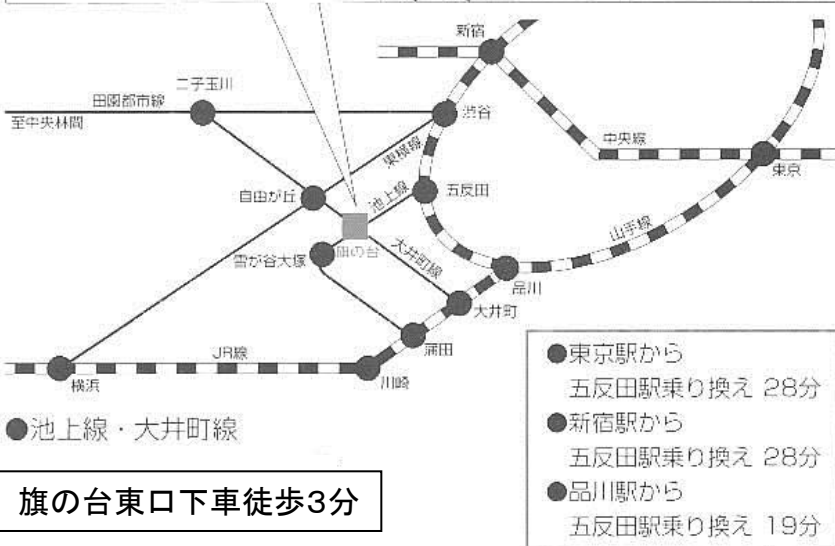 新宿
二子玉川
田園都市線
至中央林間
渋谷
中央線
東横線
東京
自由が丘
池上線
五反田
山手線
旗の台
雪が谷大塚
大井町線
品川
大井町
蒲田
JR線
横浜
川崎
●池上線・大井町線
旗の台東口下車徒歩3分
●東京駅から
五反田駅乗り換え 28分
●新宿駅から
五反田駅乗り換え 28分
●品川駅から
五反田駅乗り換え 19分